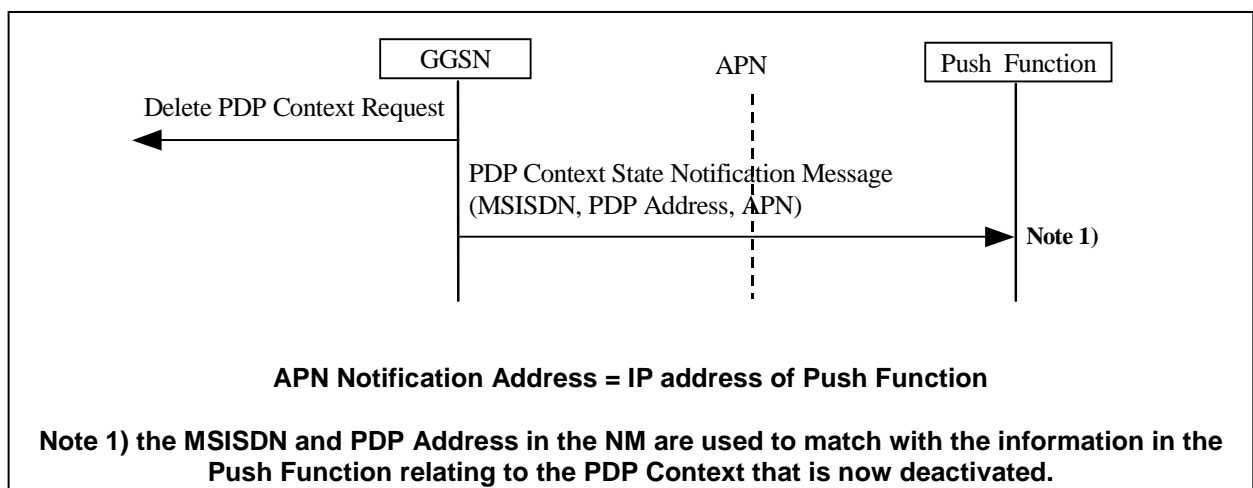 GGSN
APN
Push Function
Delete PDP Context Request
PDP Context State Notification Message
(MSISDN, PDP Address, APN)
Note 1)
APN Notification Address = IP address of Push Function
Note 1) the MSISDN and PDP Address in the NM are used to match with the information in the
Push Function relating to the PDP Context that is now deactivated.